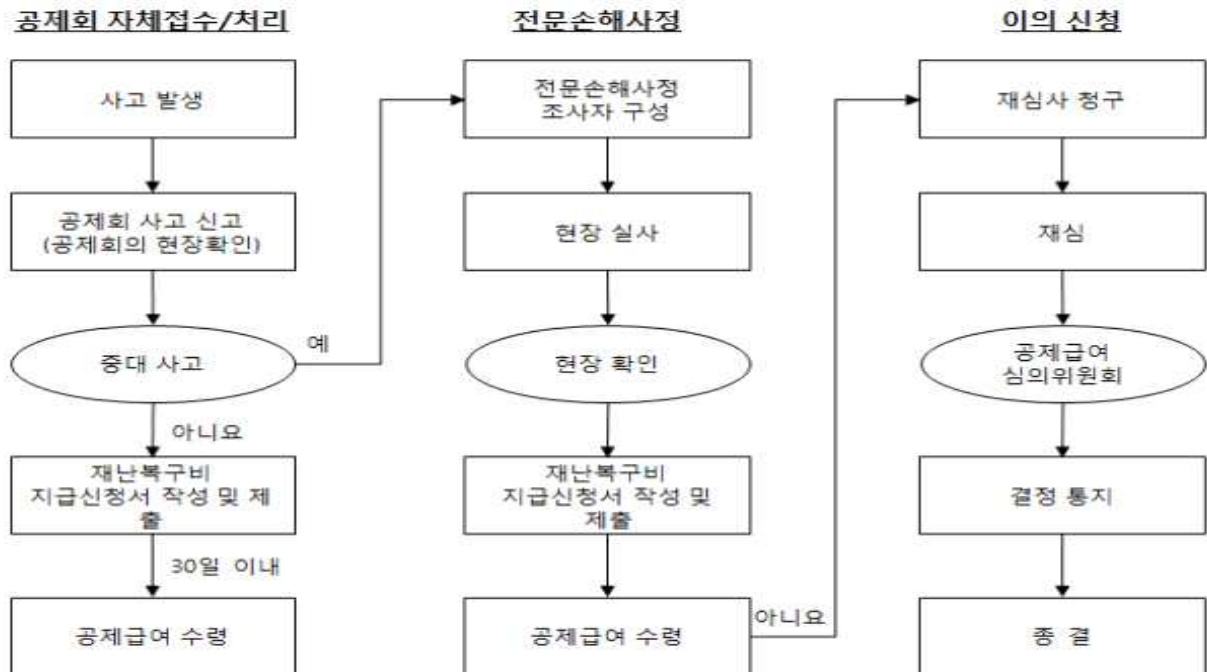 공제회 자체접수/처리
사고 발생
공제회 사고 신고
(공제회의 현장확인)
중대 사고
예
아니요
재난복구비
지급신청서 작성 및 제
출
30일 이내
공제급여 수령
전문손해사정
전문손해사정
조사자 구성
현장 실사
현장 확인
재난복구비
지급신청서 작성 및
제출
공제급여 수령
아니요
이의 신청
재심사 청구
재심
공제급여
심의위원회
결정 통지
종 결